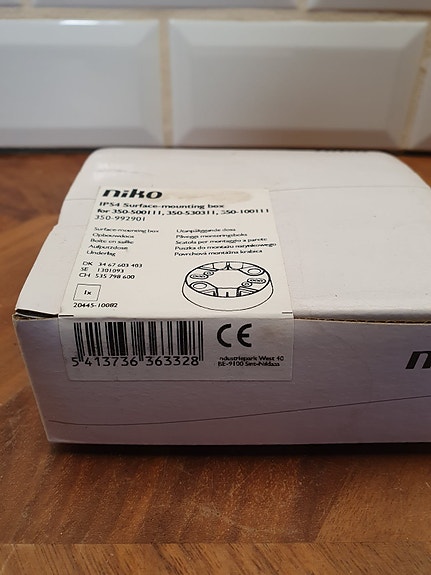 niko
IP54 Surface-mounting box
for 350-500111, 350-530311, 350-100111
350-992901
Surface-mounting box
Opbouwdoos
Boîte en saillie
Aufputzdose
Underlag
Utanpåliggande dosa
Påvegg monteringsboks
Scatola per montaggio a parete
Puszka do montażu natynkowego
Povrchová montážna krabica
DK 34 67 603 403
SE 1301093
CH 535 798 600
1x
20445-10082
5 413736 363328
CE
Industriepark West 40
BE-9100 Sint-Niklaas